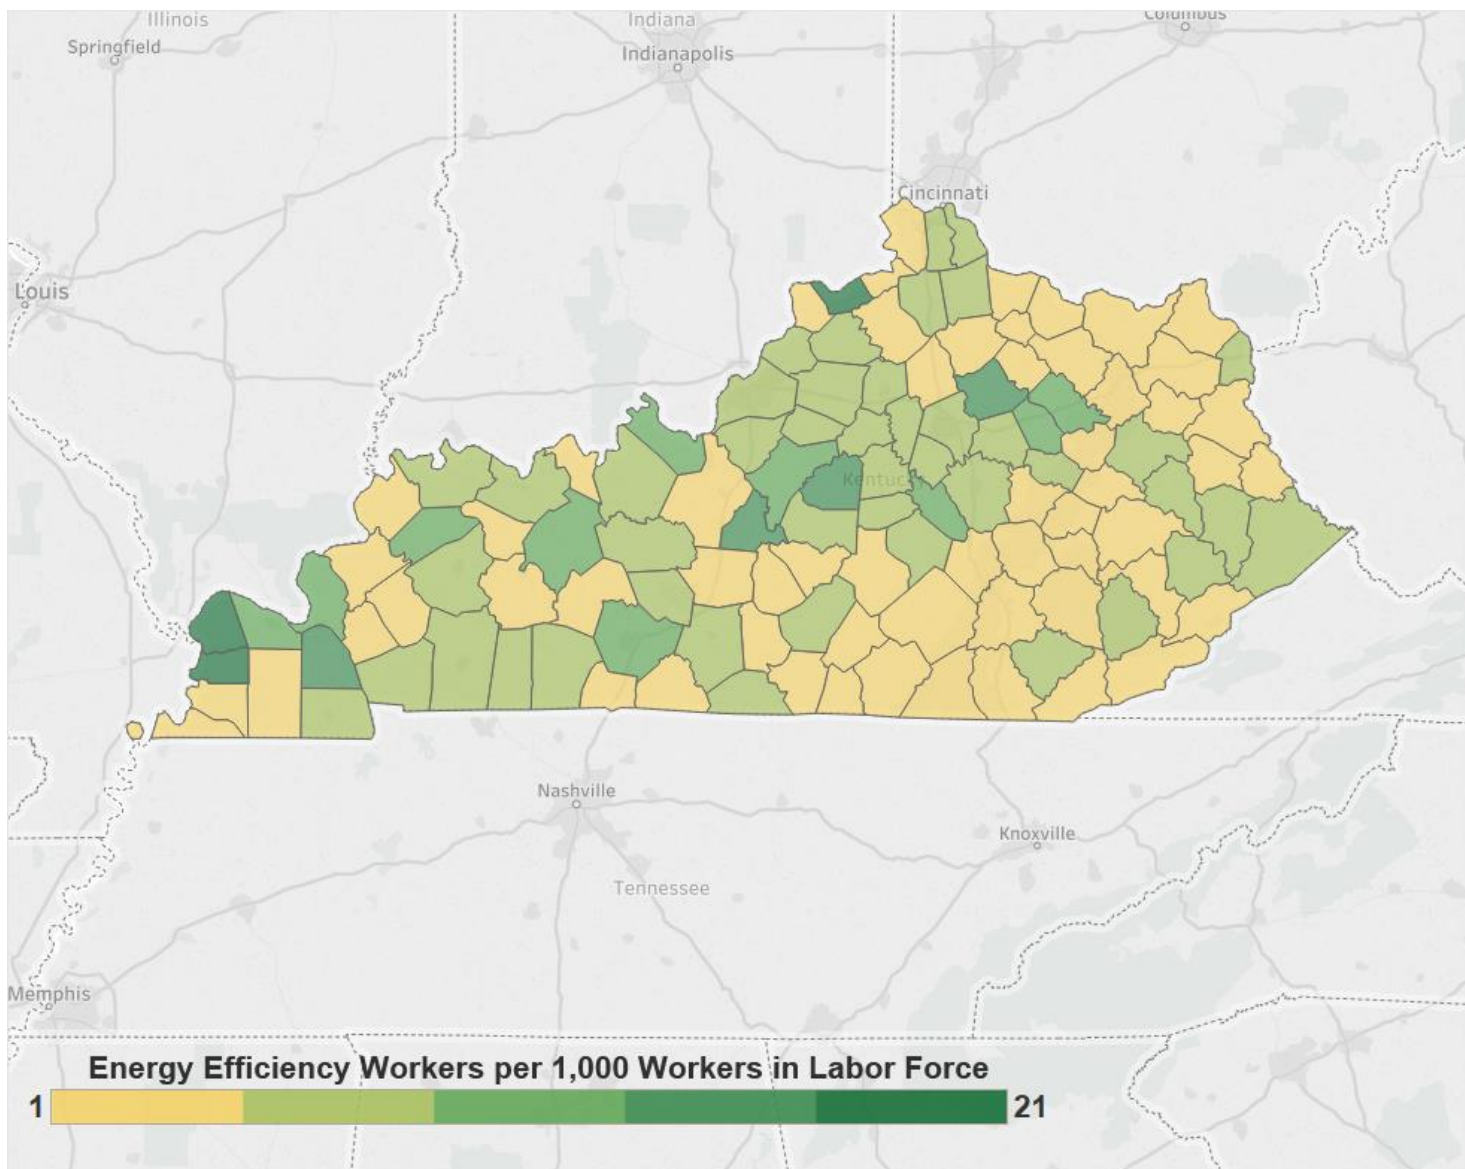 Illinois
Indiana
Columbus
Springfield
Indianapolis
Cincinnati
Louis
Kentuc
Nashville
Knoxville
Tennessee
Memphis
Energy Efficiency Workers per 1,000 Workers in Labor Force
1 21